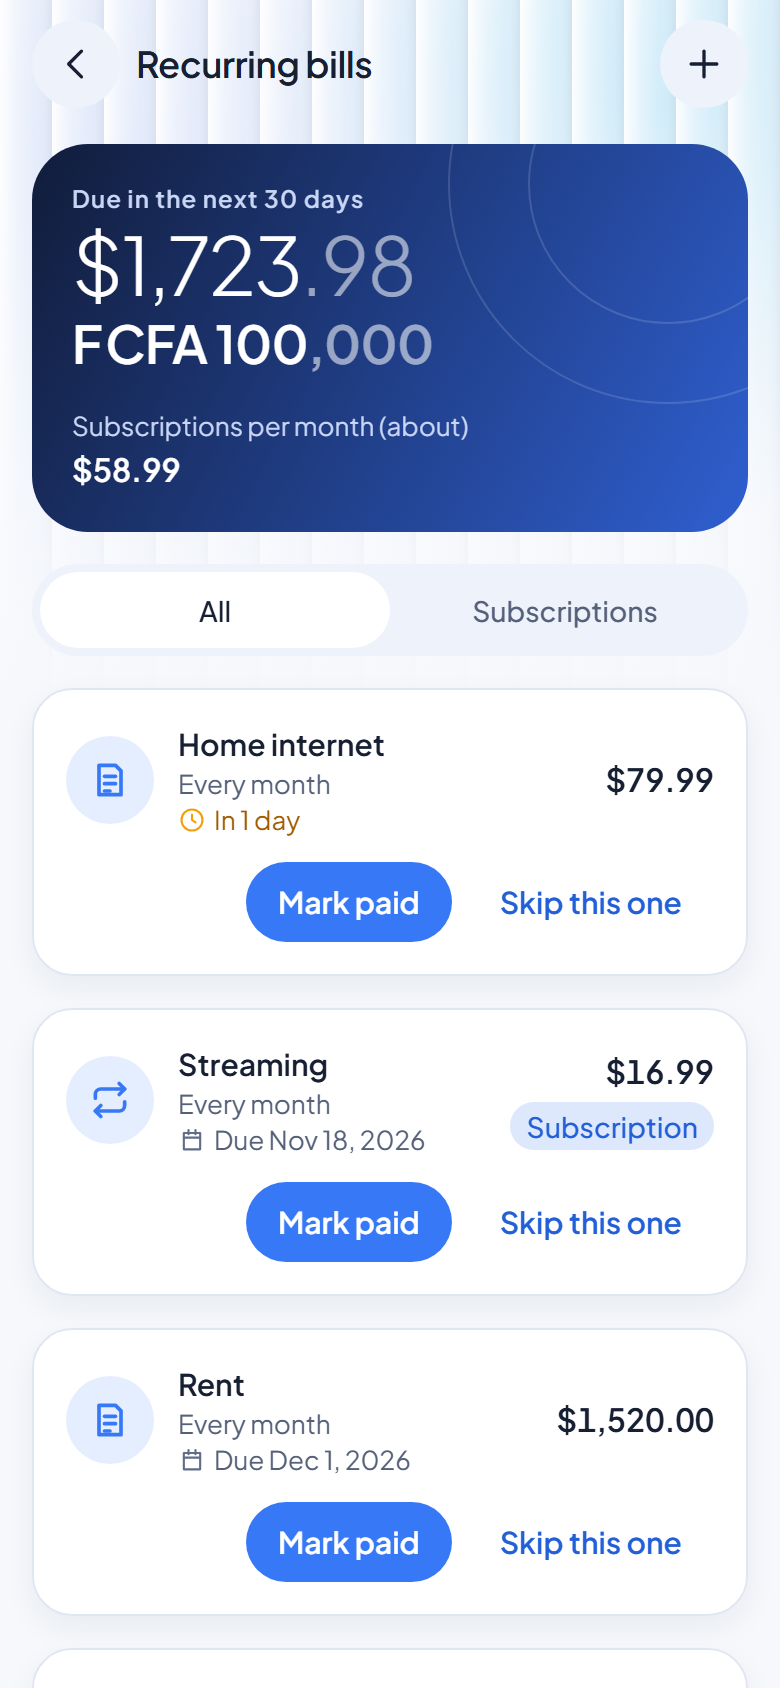 Recurring bills
Due in the next 30 days
$1,723.98
FCFA 100,000
Subscriptions per month (about)
$58.99
All
Subscriptions
Home internet
Every month
In 1 day
$79.99
Mark paid
Skip this one
Streaming
Every month
Due Nov 18, 2026
$16.99
Subscription
Mark paid
Skip this one
Rent
Every month
Due Dec 1, 2026
$1,520.00
Mark paid
Skip this one